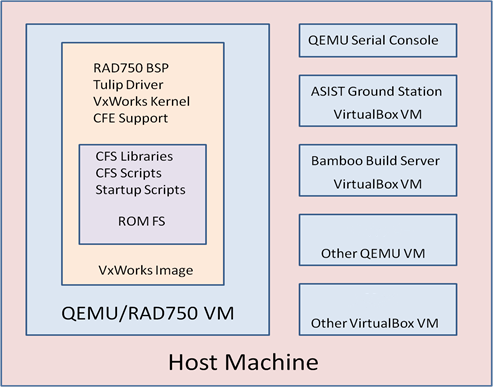 RAD750 BSP
Tulip Driver
VxWorks Kernel
CFE Support
CFS Libraries
CFS Scripts
Startup Scripts
ROM FS
VxWorks Image
QEMU/RAD750 VM
QEMU Serial Console
ASIST Ground Station
VirtualBox VM
Bamboo Build Server
VirtualBox VM
Other QEMU VM
Other VirtualBox VM
Host Machine